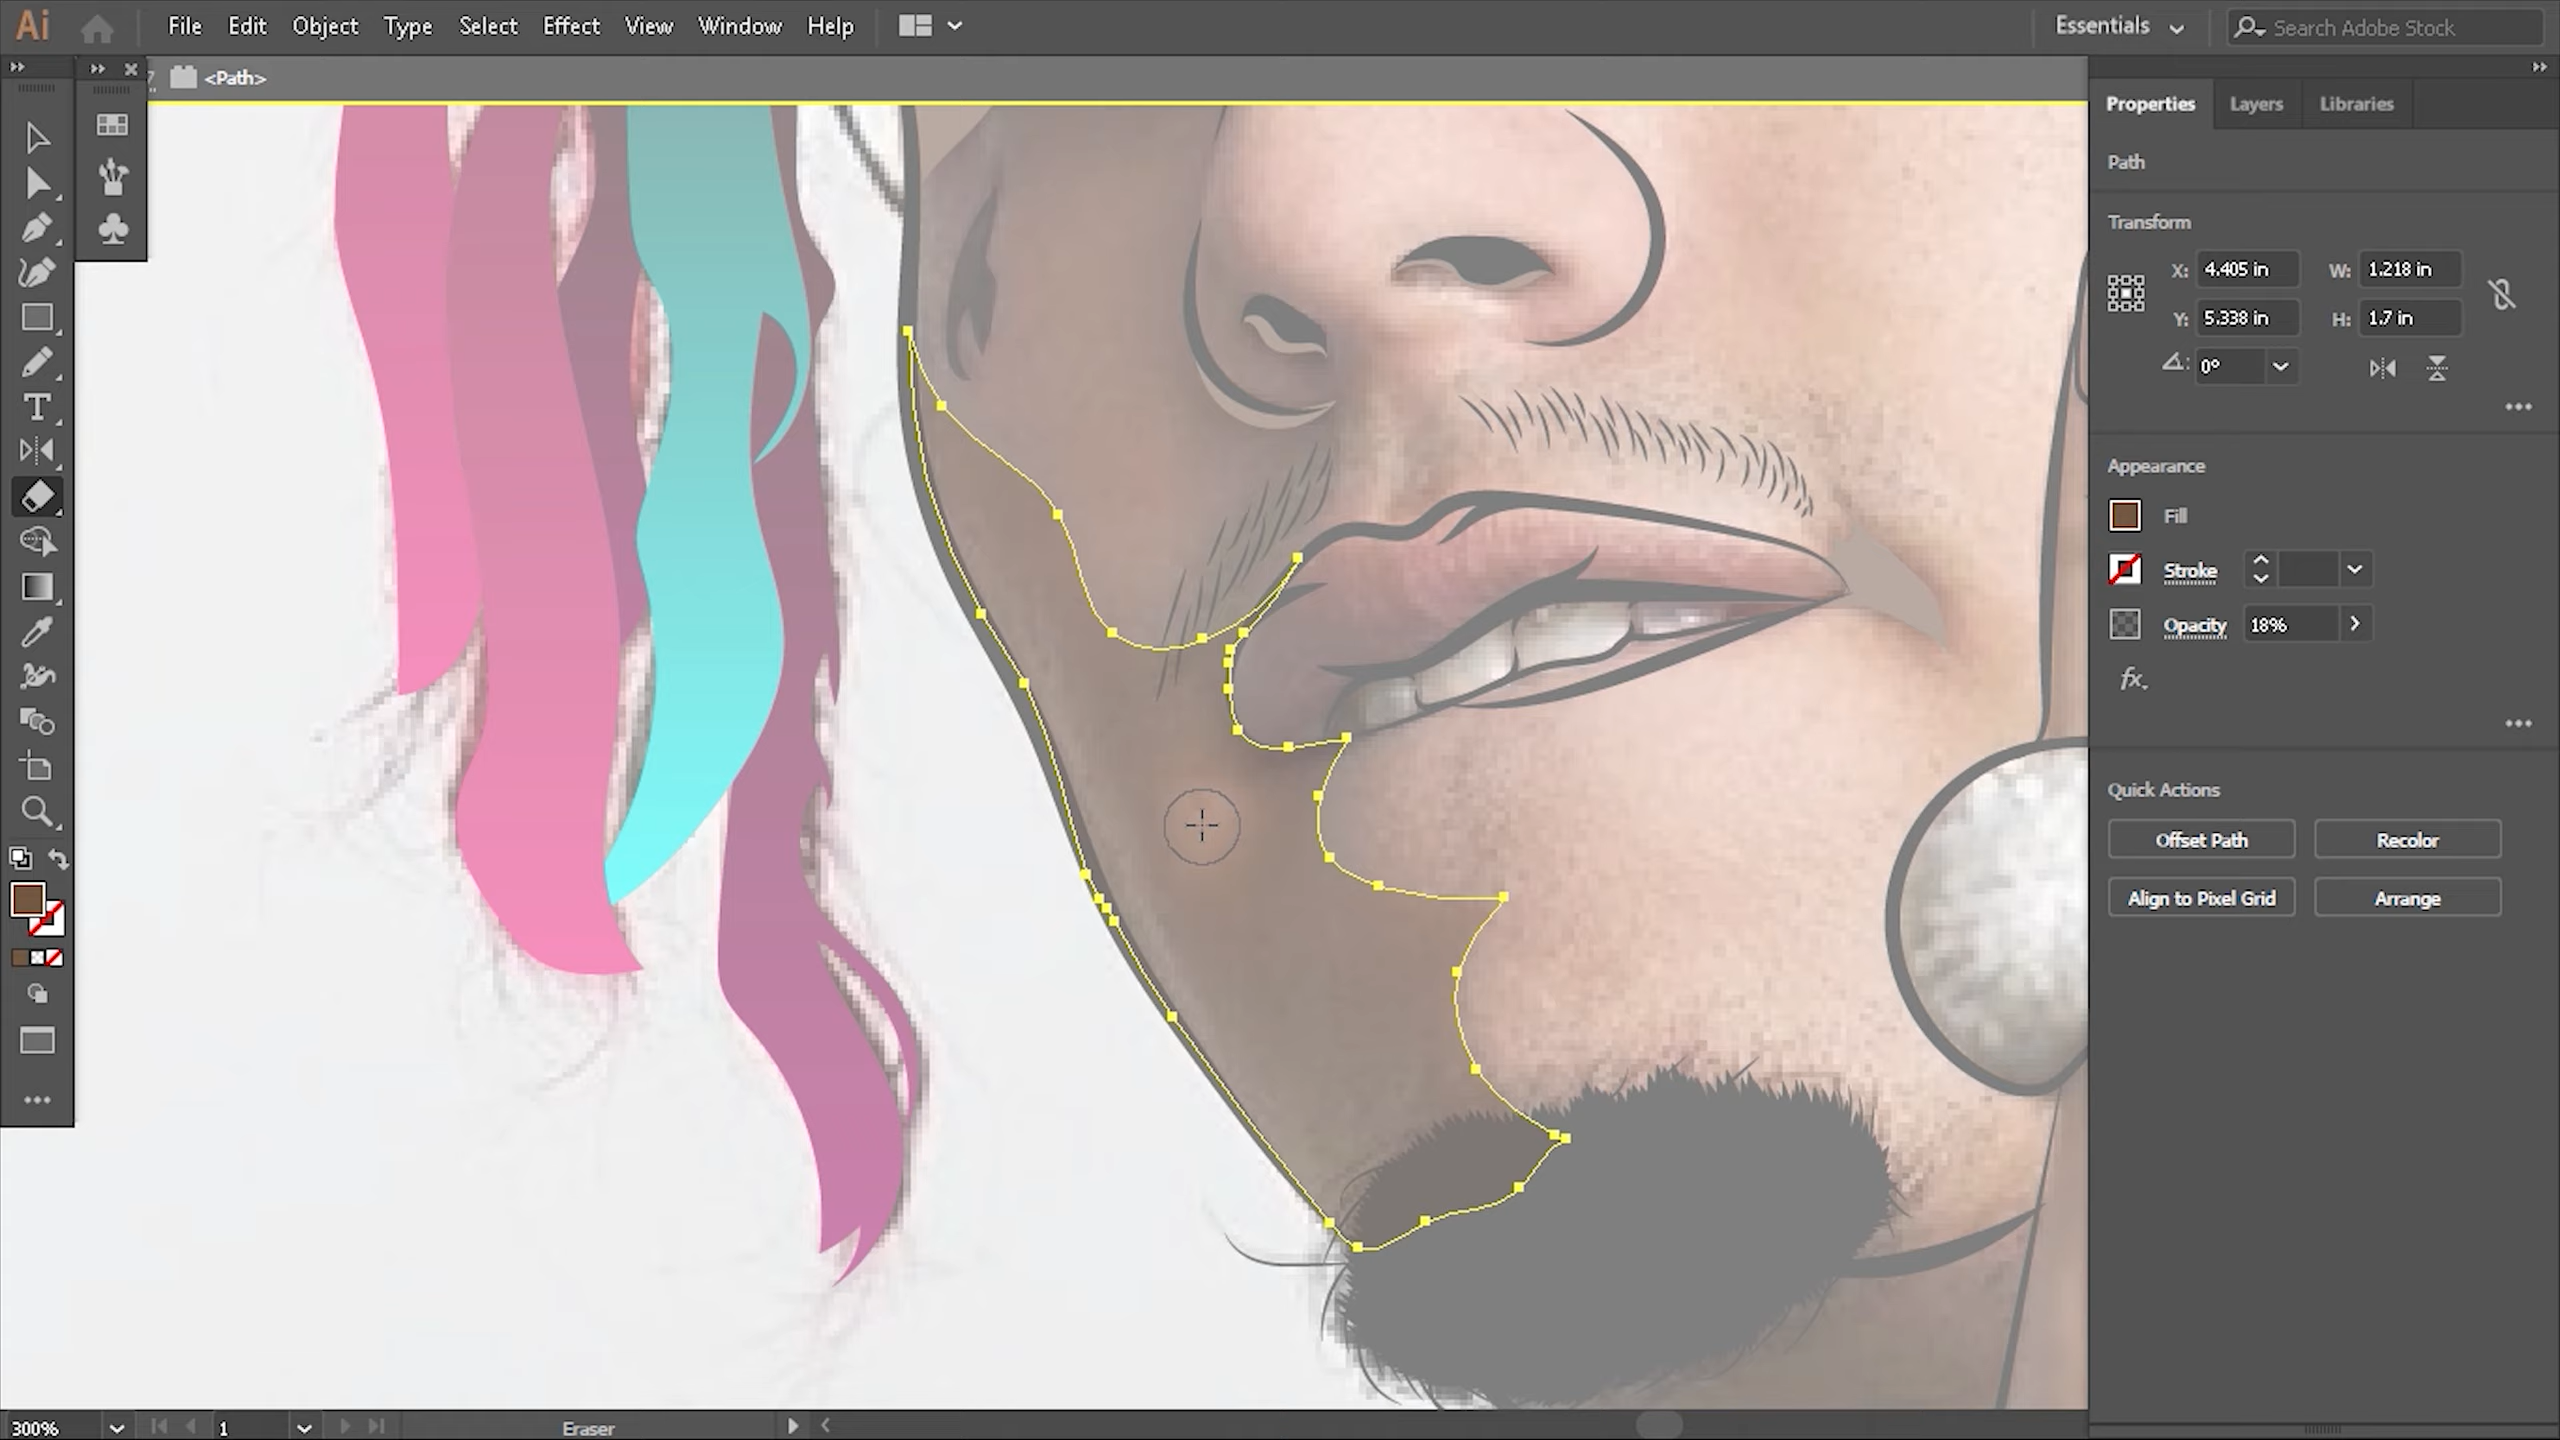 Ai File Edit Object Type Select Effect View Window Help Essentials Search Adobe Stock
<Path>
Properties Layers Libraries
Path
Transform
X: 4.405 in W: 1.218 in
Y: 5.338 in H: 1.7 in
0°
Appearance
Fill
Stroke
Opacity 18%
fx
Quick Actions
Offset Path Recolor
Align to Pixel Grid Arrange
300% 1 Eraser